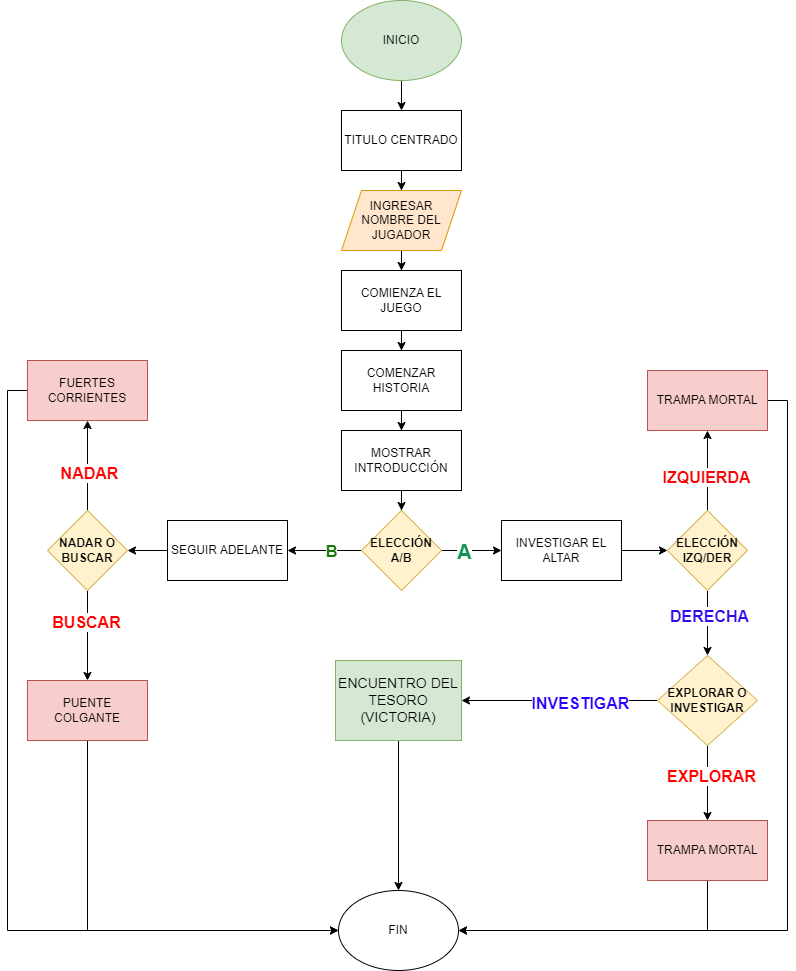 INICIO
TITULO CENTRADO
INGRESAR
NOMBRE DEL
JUGADOR
COMIENZA EL
JUEGO
COMENZAR
HISTORIA
MOSTRAR
INTRODUCCIÓN
FUERTES
CORRIENTES
TRAMPA MORTAL
NADAR
IZQUIERDA
NADAR O
BUSCAR
SEGUIR ADELANTE
B
ELECCIÓN
A/B
A
INVESTIGAR EL
ALTAR
ELECCIÓN
IZQ/DER
BUSCAR
DERECHA
PUENTE
COLGANTE
ENCUENTRO DEL
TESORO
(VICTORIA)
INVESTIGAR
EXPLORAR O
INVESTIGAR
EXPLORAR
TRAMPA MORTAL
FIN